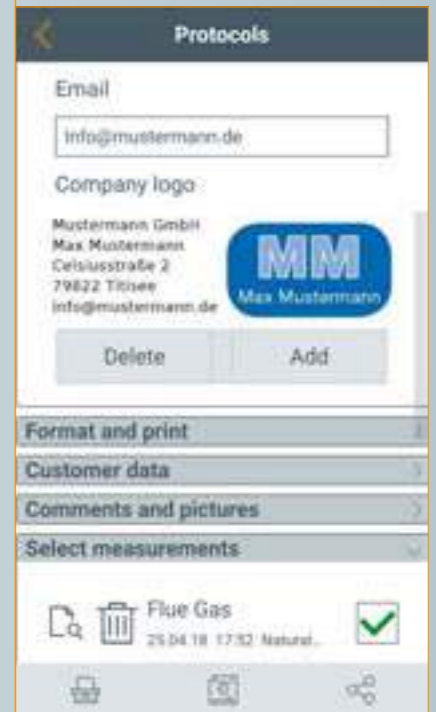 Protocols
Email
info@mustermann.de
Company logo
Mustermann GmbH
Max Mustermann
Celsiusstraße 2
79822 Titisee
info@mustermann.de
MM
Max Mustermann
Delete
Add
Format and print
Customer data
Comments and pictures
Select measurements
Flue Gas
25.04.18 17:52 Natural...